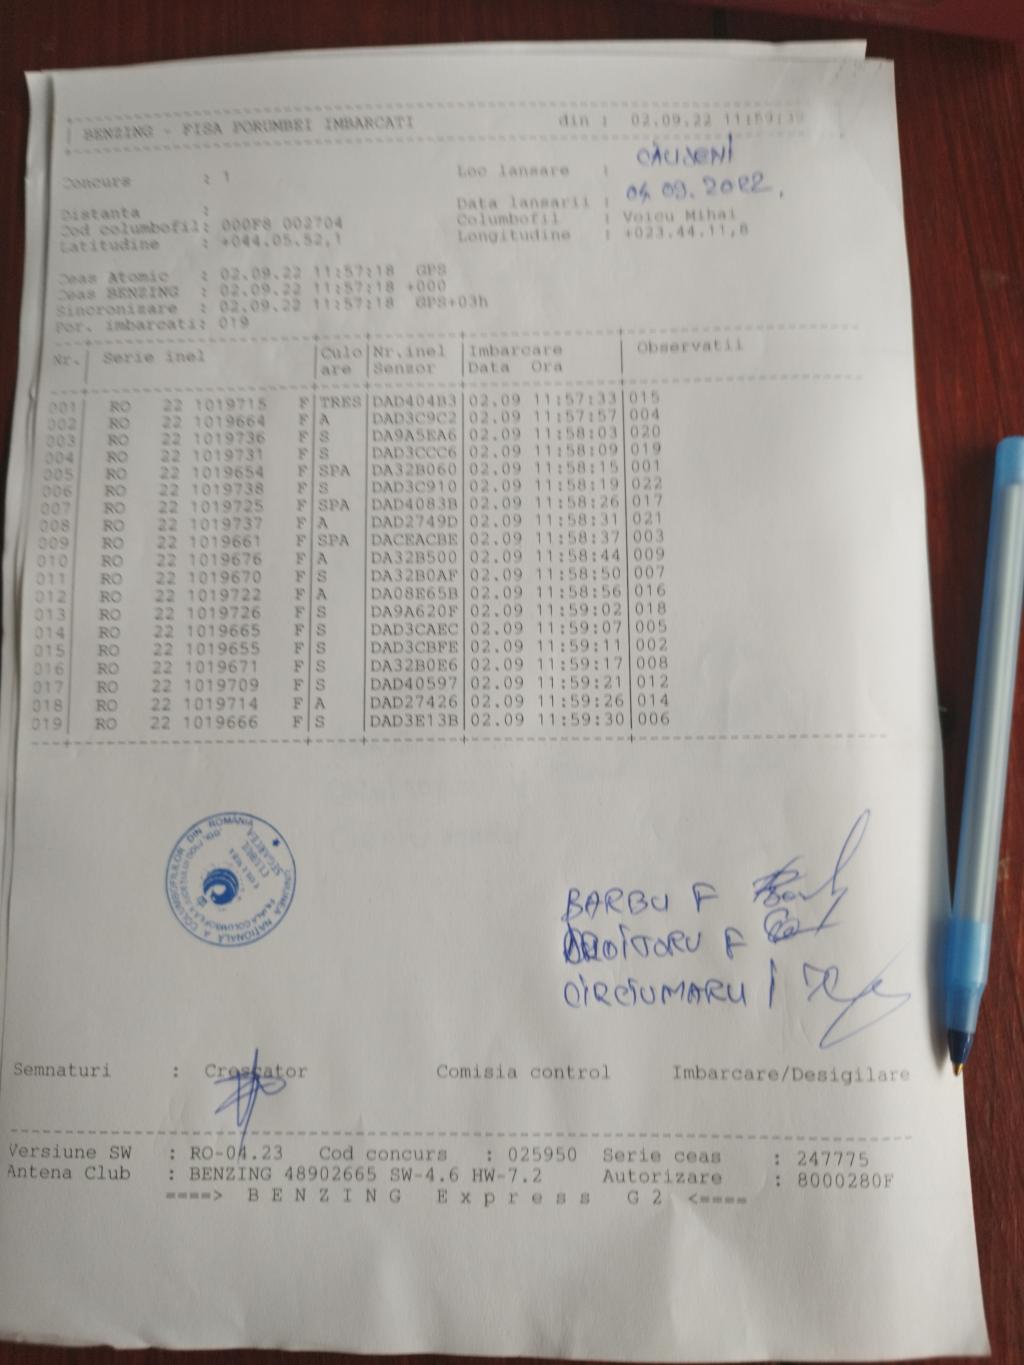 BENZING - FISA PORUMBEI IMBARCATI din : 02.09.22 11:59:39
Concurs : 1 Loc lansare : CĂUȘENI
Distanta : Data lansarii : 04.09.2022,
Cod columbofil: 000F8 002704 Columbofil : Voicu Mihai
Latitudine : +044.05.52,1 Longitudine : +023.44.11,8
Ceas Atomic : 02.09.22 11:57:18 GPS
Ceas BENZING : 02.09.22 11:57:18 +000
Sincronizare : 02.09.22 11:57:18 GPS+03h
Por. imbarcati: 019
Nr. Serie inel Culo Nr.inel Imbarcare Observatii
are Senzor Data Ora
001 RO 22 1019715 F TRES DAD404B3 02.09 11:57:33 015
002 RO 22 1019664 F A DAD3C9C2 02.09 11:57:57 004
003 RO 22 1019736 F S DA9A5EA6 02.09 11:58:03 020
004 RO 22 1019731 F S DAD3CCC6 02.09 11:58:09 019
005 RO 22 1019654 F SPA DA32B060 02.09 11:58:15 001
006 RO 22 1019738 F S DAD3C910 02.09 11:58:19 022
007 RO 22 1019725 F SPA DAD4083B 02.09 11:58:26 017
008 RO 22 1019737 F A DAD2749D 02.09 11:58:31 021
009 RO 22 1019661 F SPA DACEACBE 02.09 11:58:37 003
010 RO 22 1019676 F A DA32B500 02.09 11:58:44 009
011 RO 22 1019670 F S DA32B0AF 02.09 11:58:50 007
012 RO 22 1019722 F A DA08E65B 02.09 11:58:56 016
013 RO 22 1019726 F S DA9A620F 02.09 11:59:02 018
014 RO 22 1019665 F S DAD3CAEC 02.09 11:59:07 005
015 RO 22 1019655 F S DAD3CBFE 02.09 11:59:11 002
016 RO 22 1019671 F S DA32B0E6 02.09 11:59:17 008
017 RO 22 1019709 F S DAD40597 02.09 11:59:21 012
018 RO 22 1019714 F A DAD27426 02.09 11:59:26 014
019 RO 22 1019666 F S DAD3E13B 02.09 11:59:30 006
UNIUNEA NAȚIONALĂ A COLUMBOFILILOR DIN ROMÂNIA
CLUBUL
SEGARCEA
BARBU F
CROITORU F
CIRCIUMARU I
Semnaturi : Crescator Comisia control Imbarcare/Desigilare
Versiune SW : RO-04.23 Cod concurs : 025950 Serie ceas : 247775
Antena Club : BENZING 48902665 SW-4.6 HW-7.2 Autorizare : 8000280F
====> B E N Z I N G E x p r e s s G 2 <====